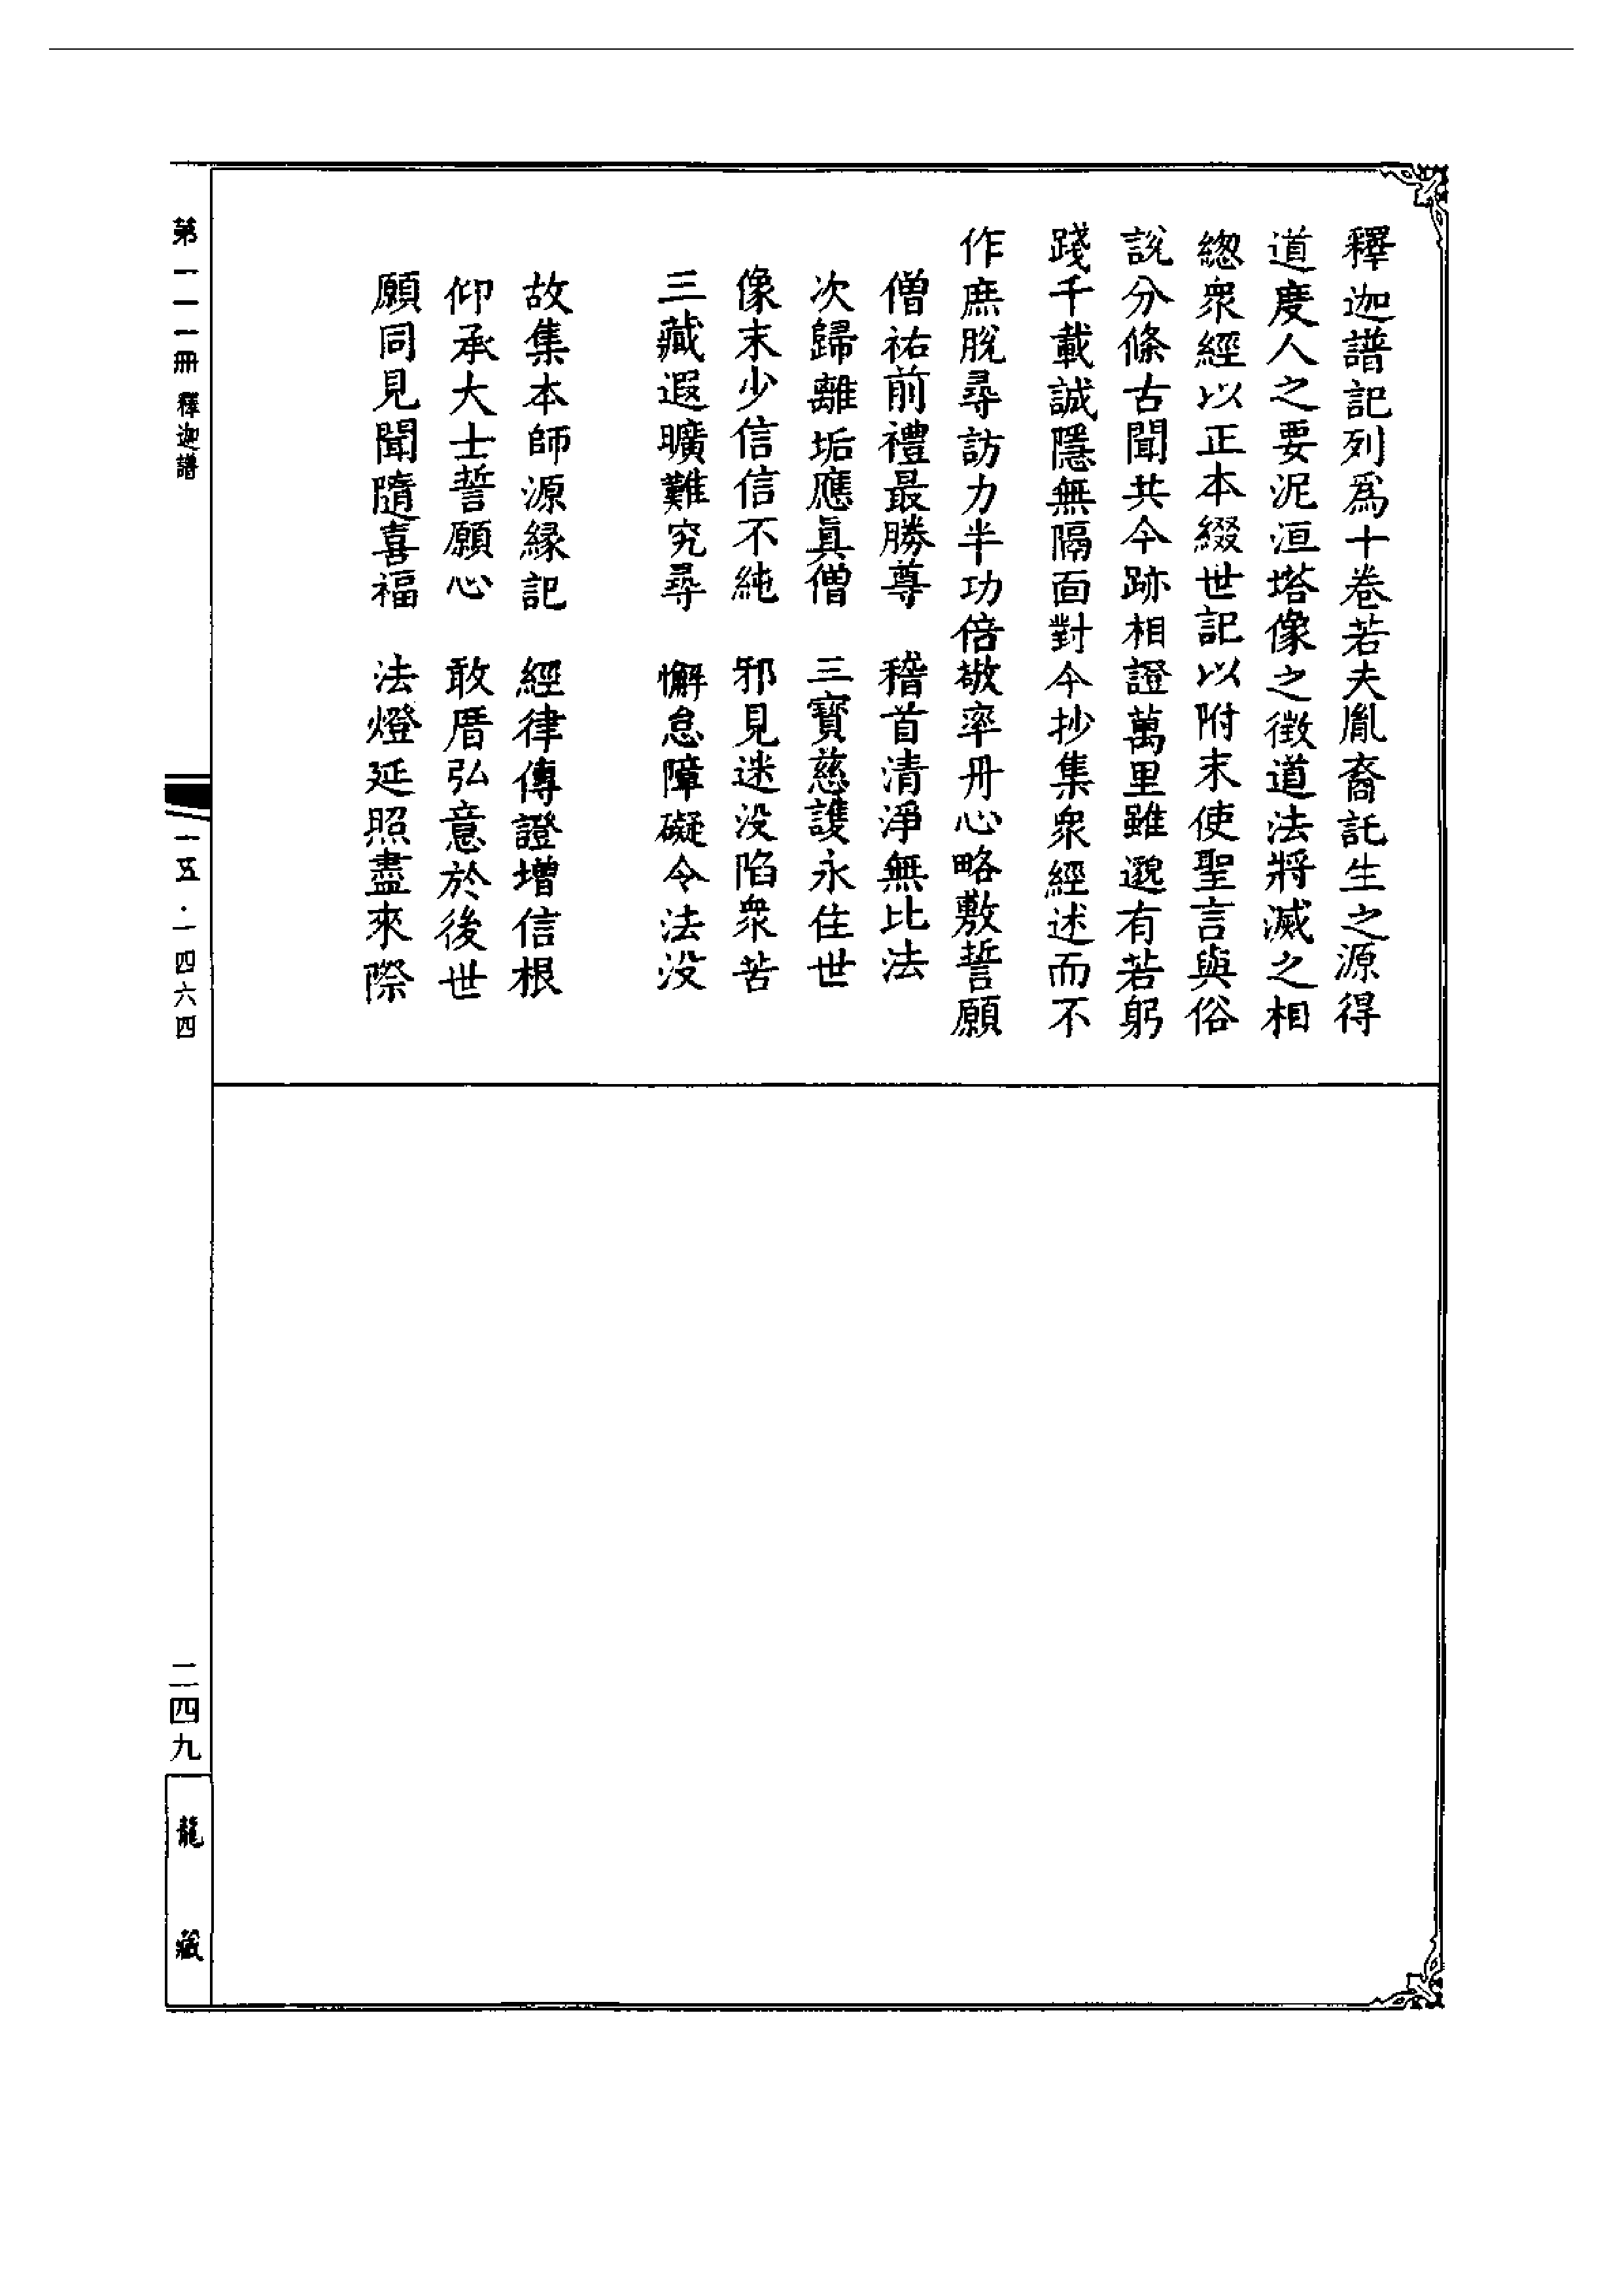 釋迦譜記列爲十卷若夫胤裔託生之源得
道度人之要泥洹塔像之徵道法將滅之相
緫衆經以正本綴世記以附末使聖言與俗
說分條古聞共今跡相證萬里雖邈有若躬
踐千載誠隱無隔面對今抄集衆經述而不
作庶脫尋訪力半功倍敬率丹心略敷誓願
僧祐前禮最勝尊　稽首清淨無比法
次歸離垢應眞僧　三寳慈護永住世
像末少信信不純　邪見迷没陷衆苦
三藏遐曠難究尋　懈怠障礙令法没
故集本師源緣記　經律傳證增信根
仰承大士誓願心　敢厝弘意於後世
願同見聞隨喜福　法燈延照盡來際
第一一一冊 釋迦譜
一五·一四六四
二四九
龍藏